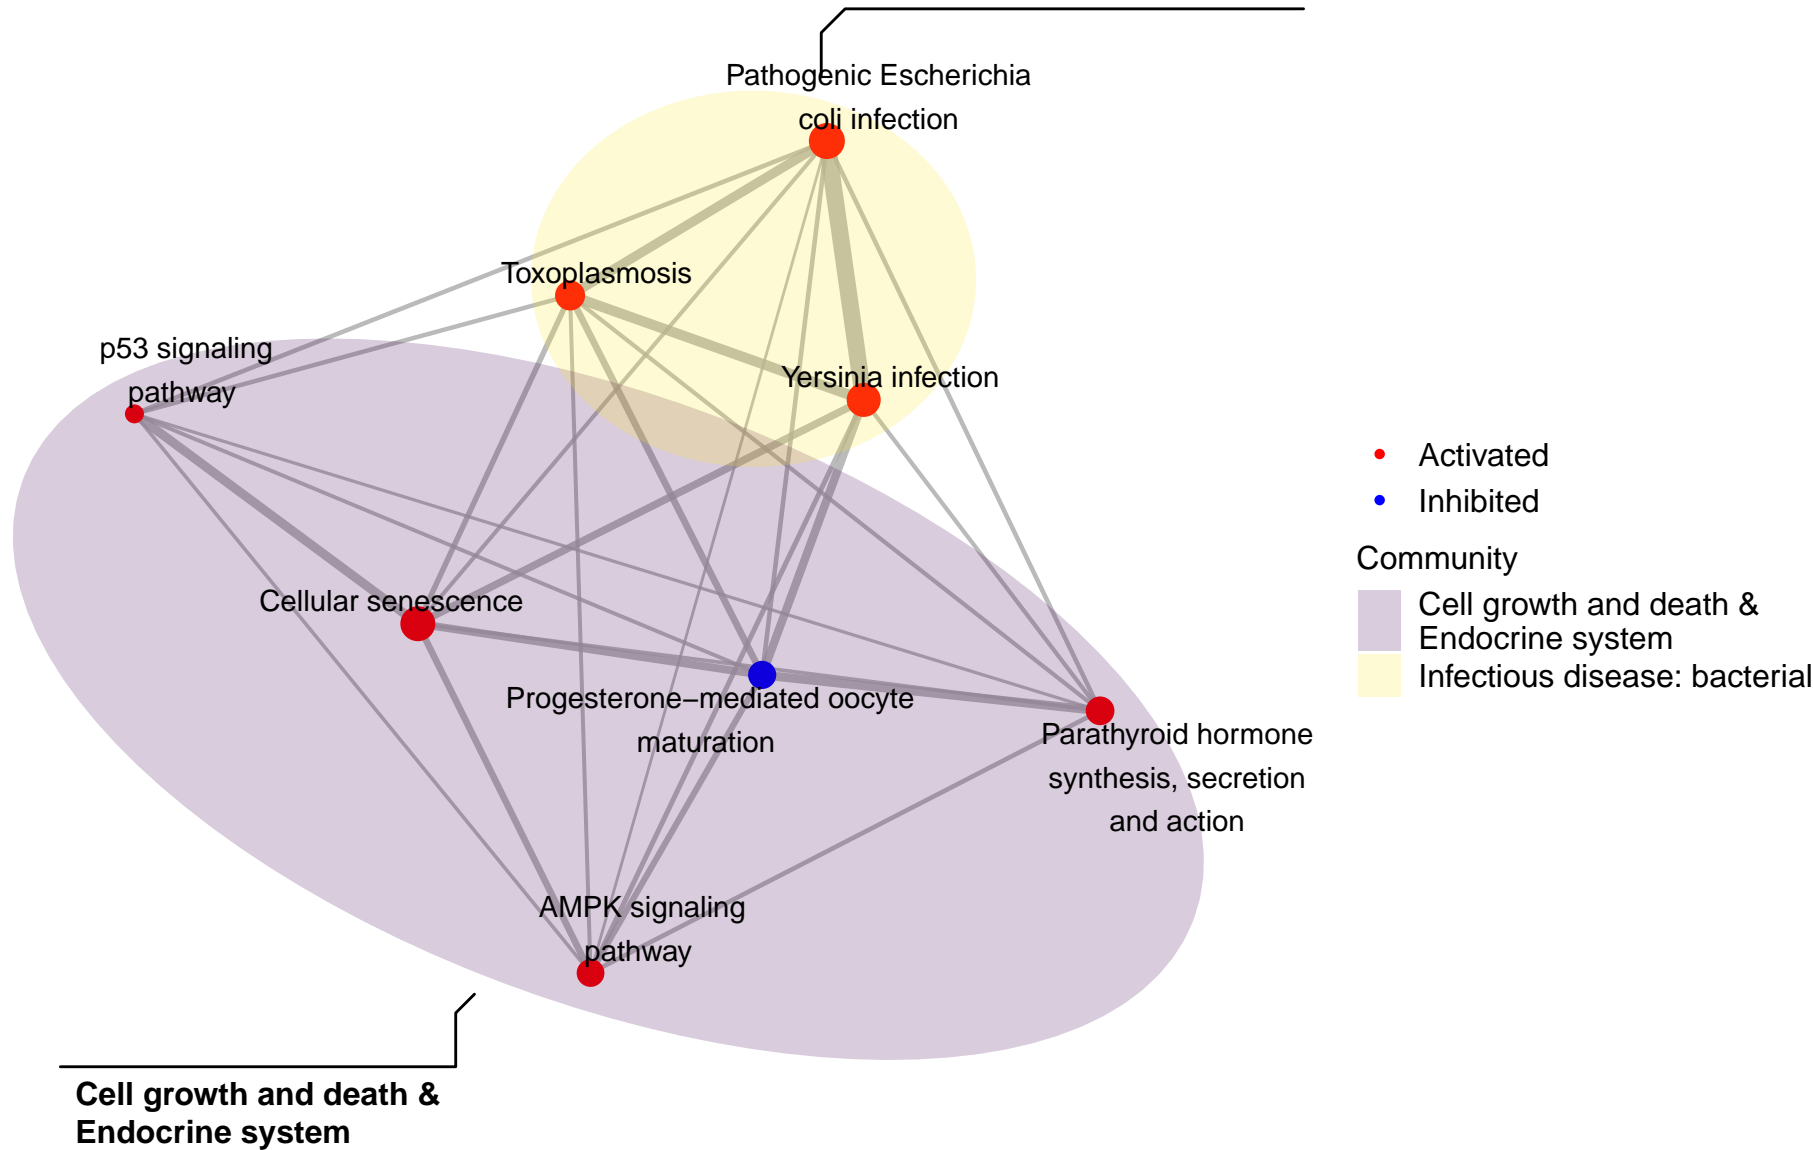 Pathogenic Escherichia
coli infection
Toxoplasmosis
p53 signaling
pathway
Yersinia infection
Cellular senescence
Progesterone−mediated oocyte
maturation
Parathyroid hormone
synthesis, secretion
and action
AMPK signaling
pathway
Cell growth and death &
Endocrine system
Activated
Inhibited
Community
Cell growth and death &
Endocrine system
Infectious disease: bacterial